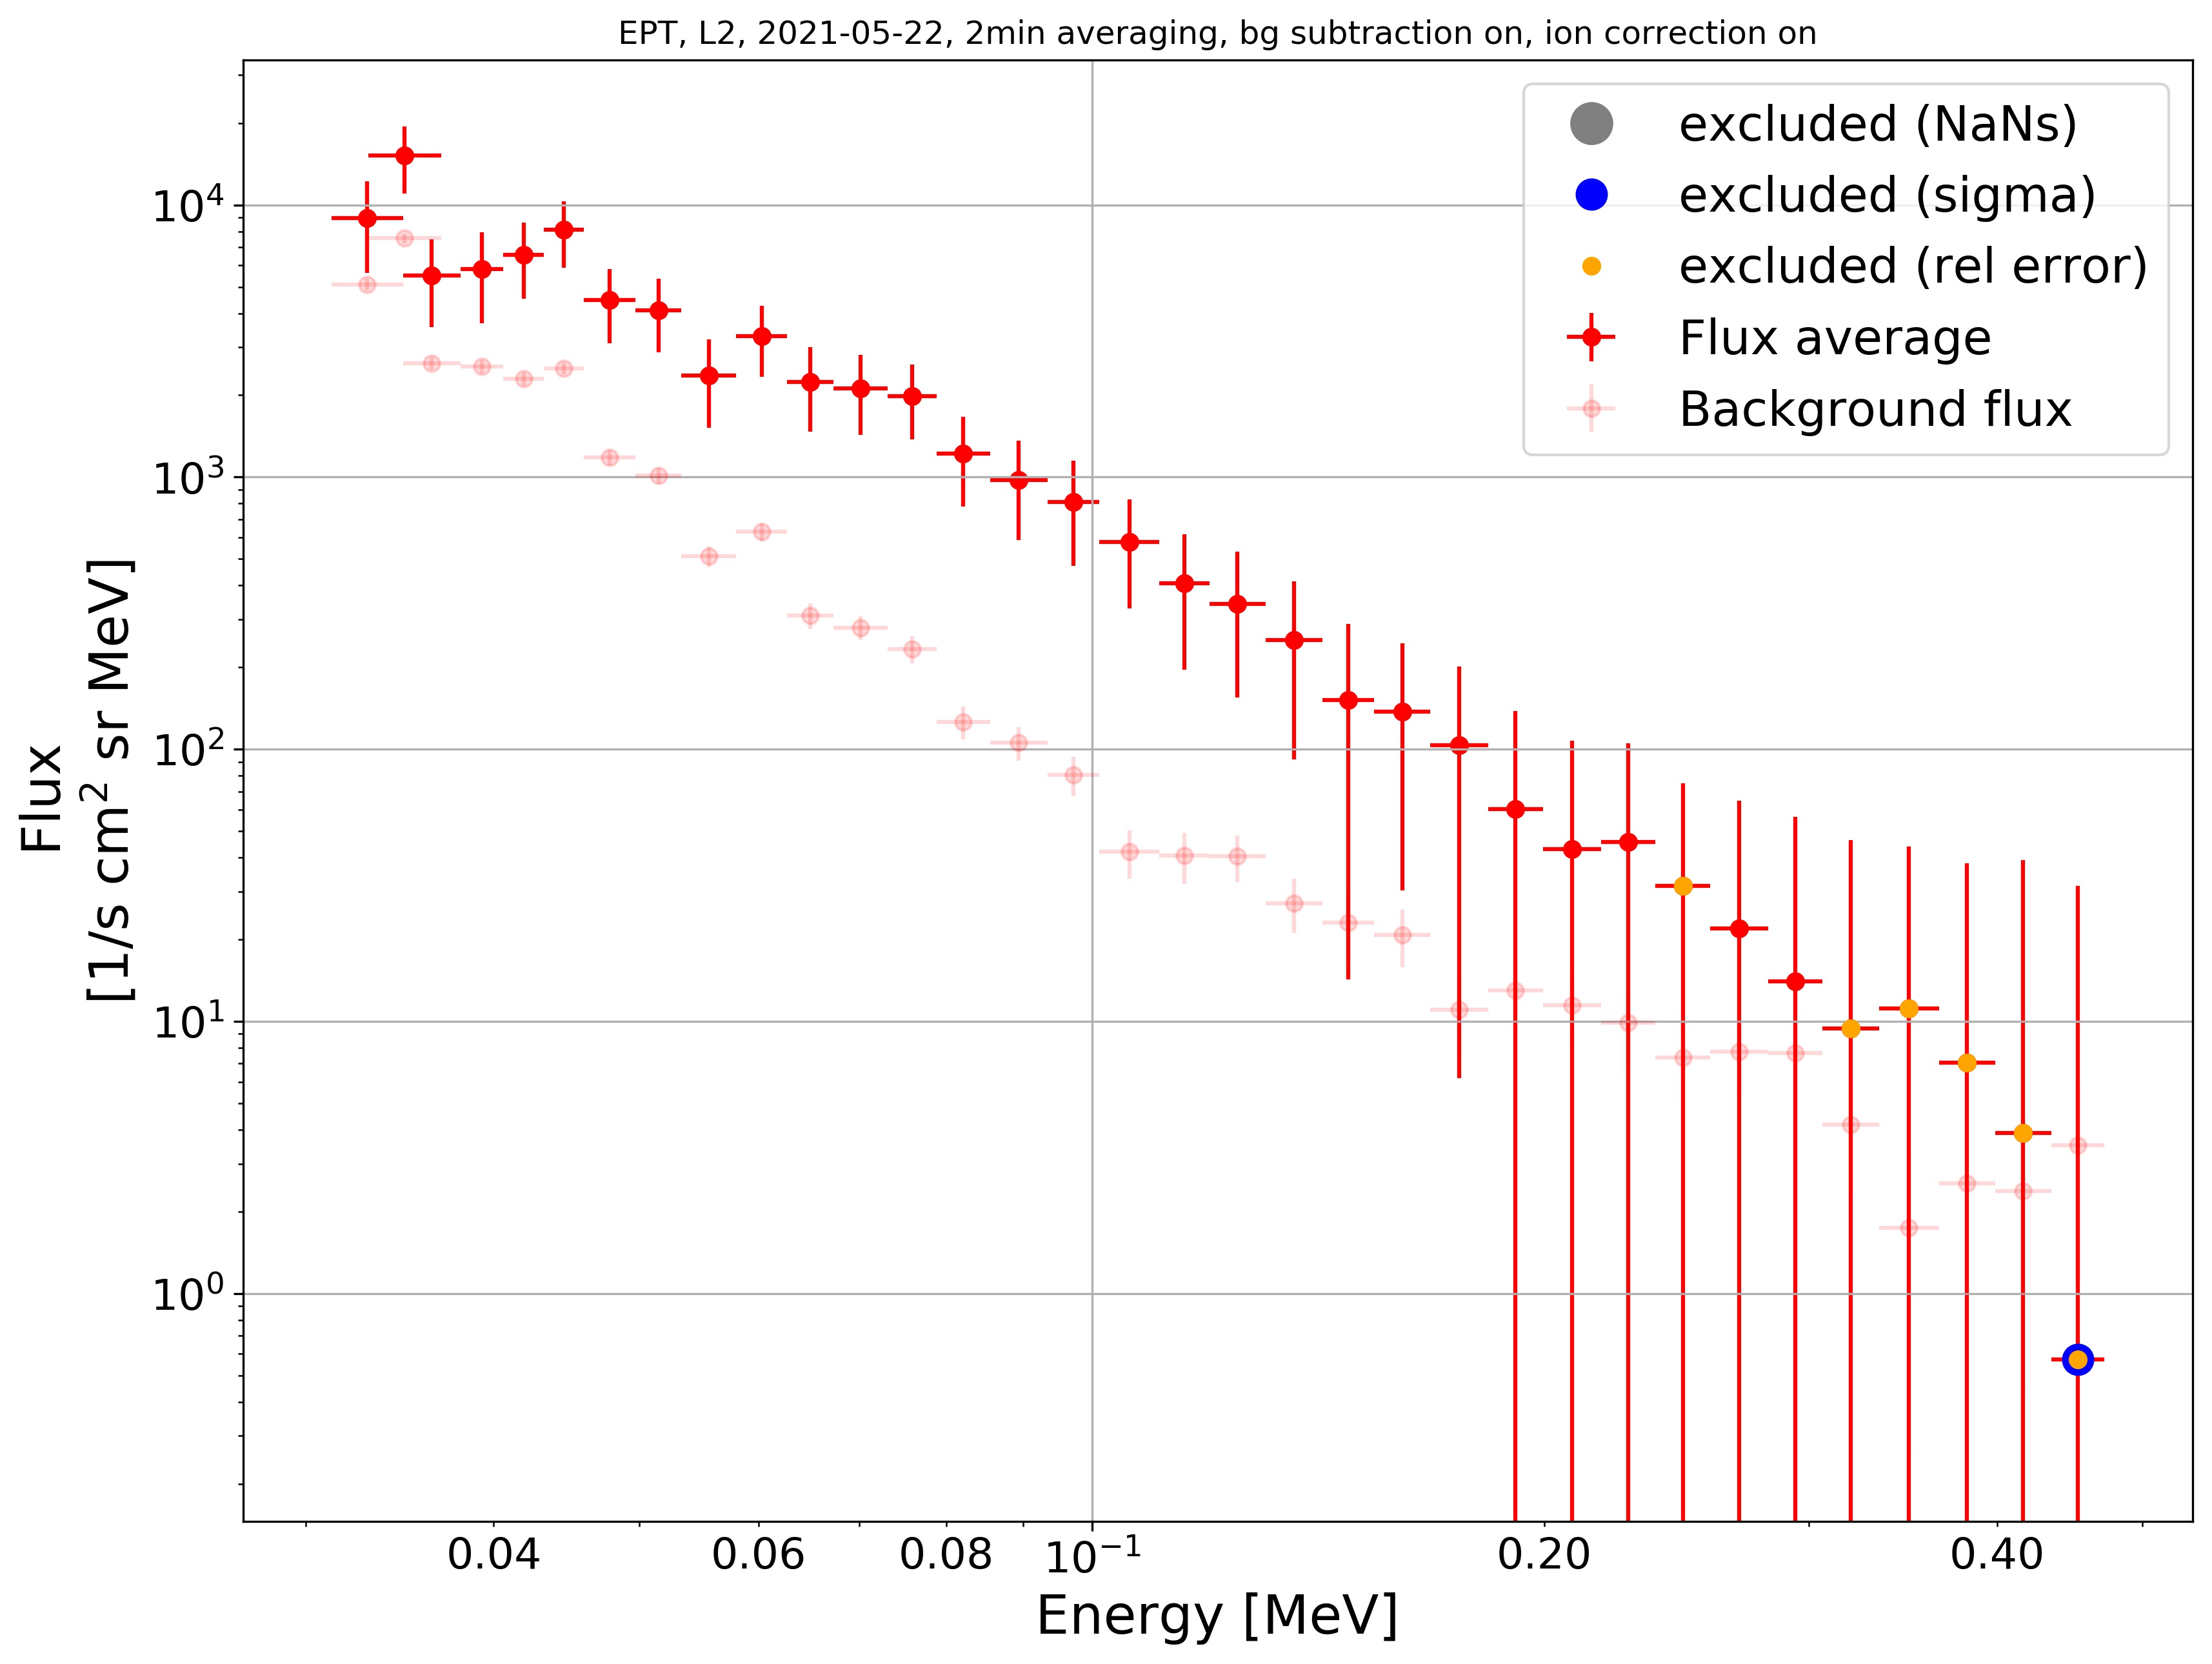 EPT, L2, 2021-05-22, 2min averaging, bg subtraction on, ion correction on
excluded (NaNs)
excluded (sigma)
excluded (rel error)
Flux average
Background flux
Flux
[1/s cm² sr MeV]
10⁴
10³
10²
10¹
10⁰
0.04
0.06
0.08
10⁻¹
0.20
0.40
Energy [MeV]